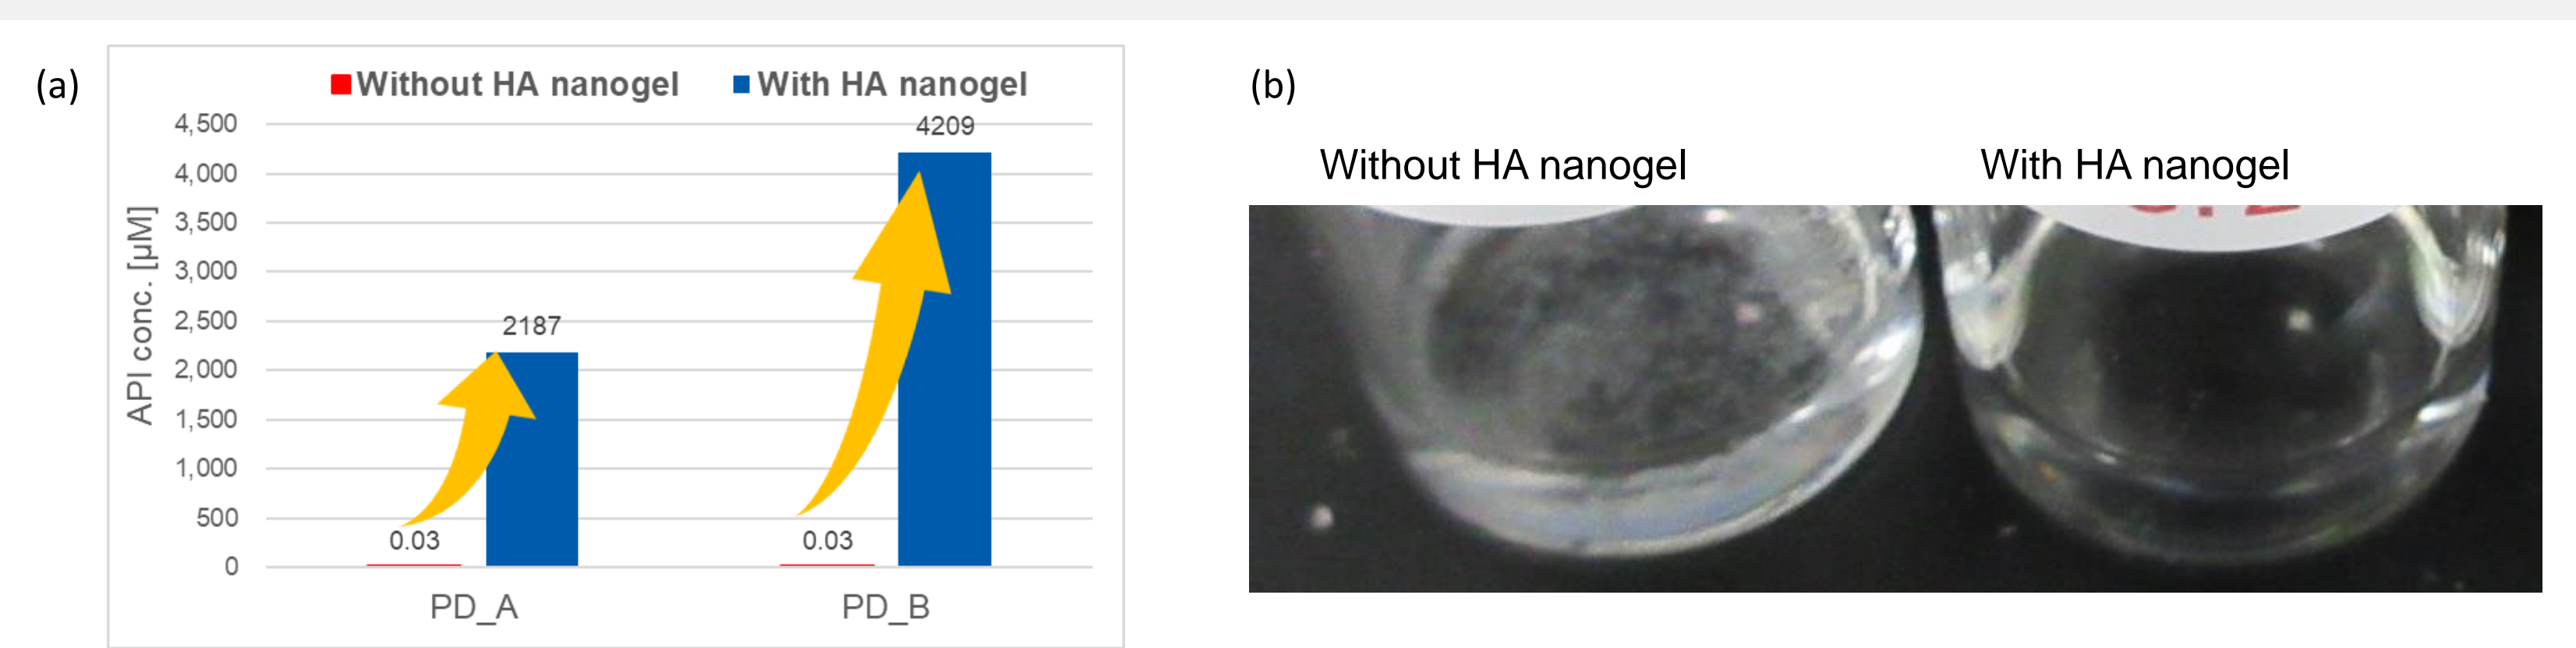 (a)
Without HA nanogel
With HA nanogel
4,500
4,000
3,500
3,000
2,500
2,000
1,500
1,000
500
0
API conc. [µM]
0.03
2187
0.03
4209
PD_A
PD_B
(b)
Without HA nanogel
With HA nanogel